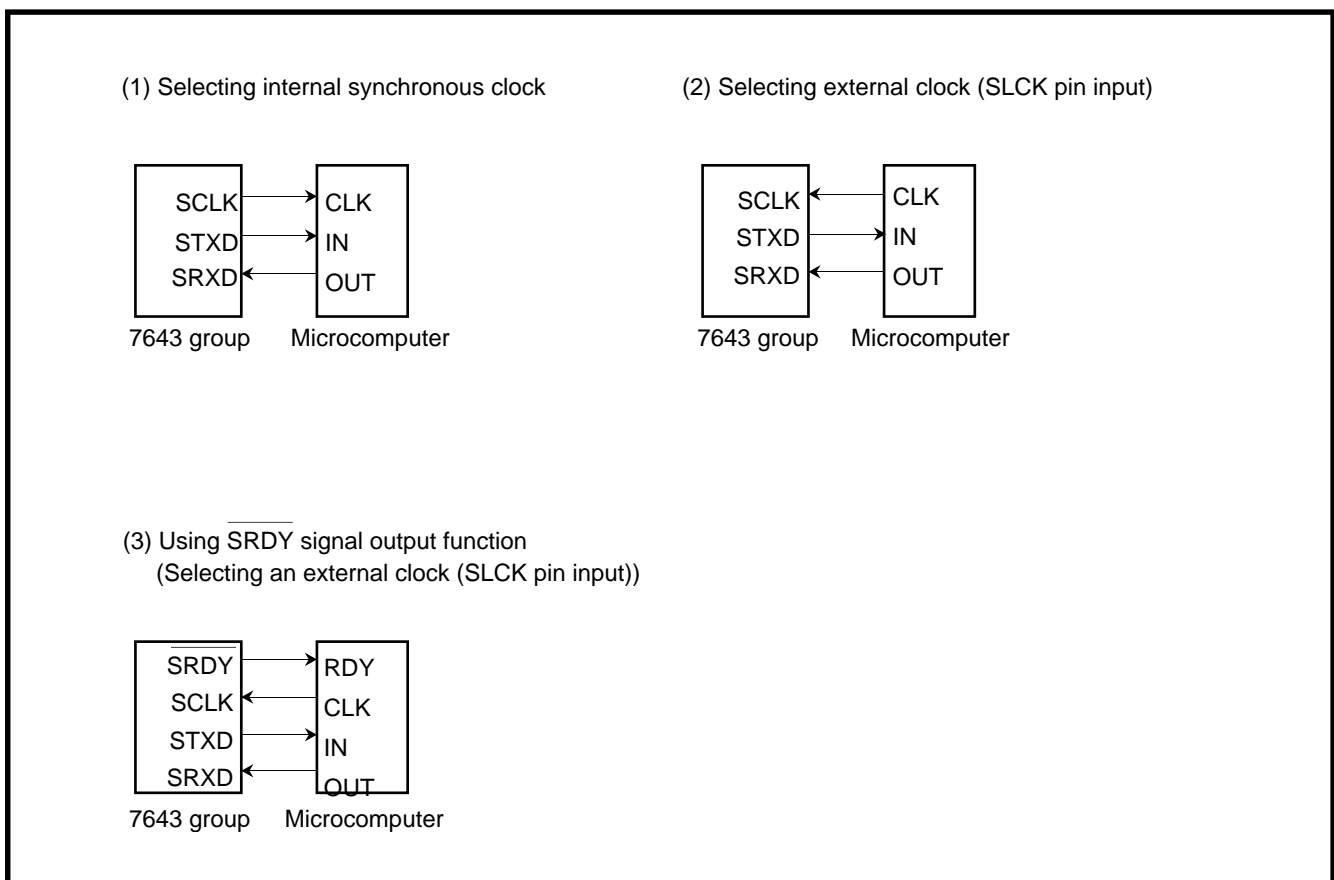 (1) Selecting internal synchronous clock
SCLK CLK
STXD IN
SRXD OUT
7643 group Microcomputer
(2) Selecting external clock (SLCK pin input)
SCLK CLK
STXD IN
SRXD OUT
7643 group Microcomputer
(3) Using S̅R̅D̅Y̅ signal output function
(Selecting an external clock (SLCK pin input))
S̅R̅D̅Y̅ RDY
SCLK CLK
STXD IN
SRXD OUT
7643 group Microcomputer